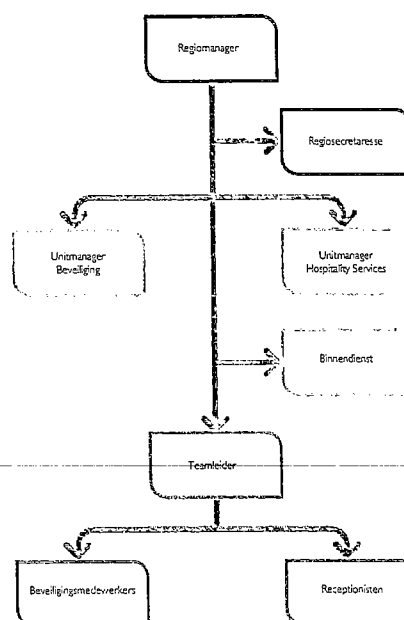 Regiomanager
Regiosecretaresse
Unitmanager
Beveiliging
Unitmanager
Hospitality Services
Binnendienst
Teamleider
Beveiligingsmedewerkers
Receptionisten